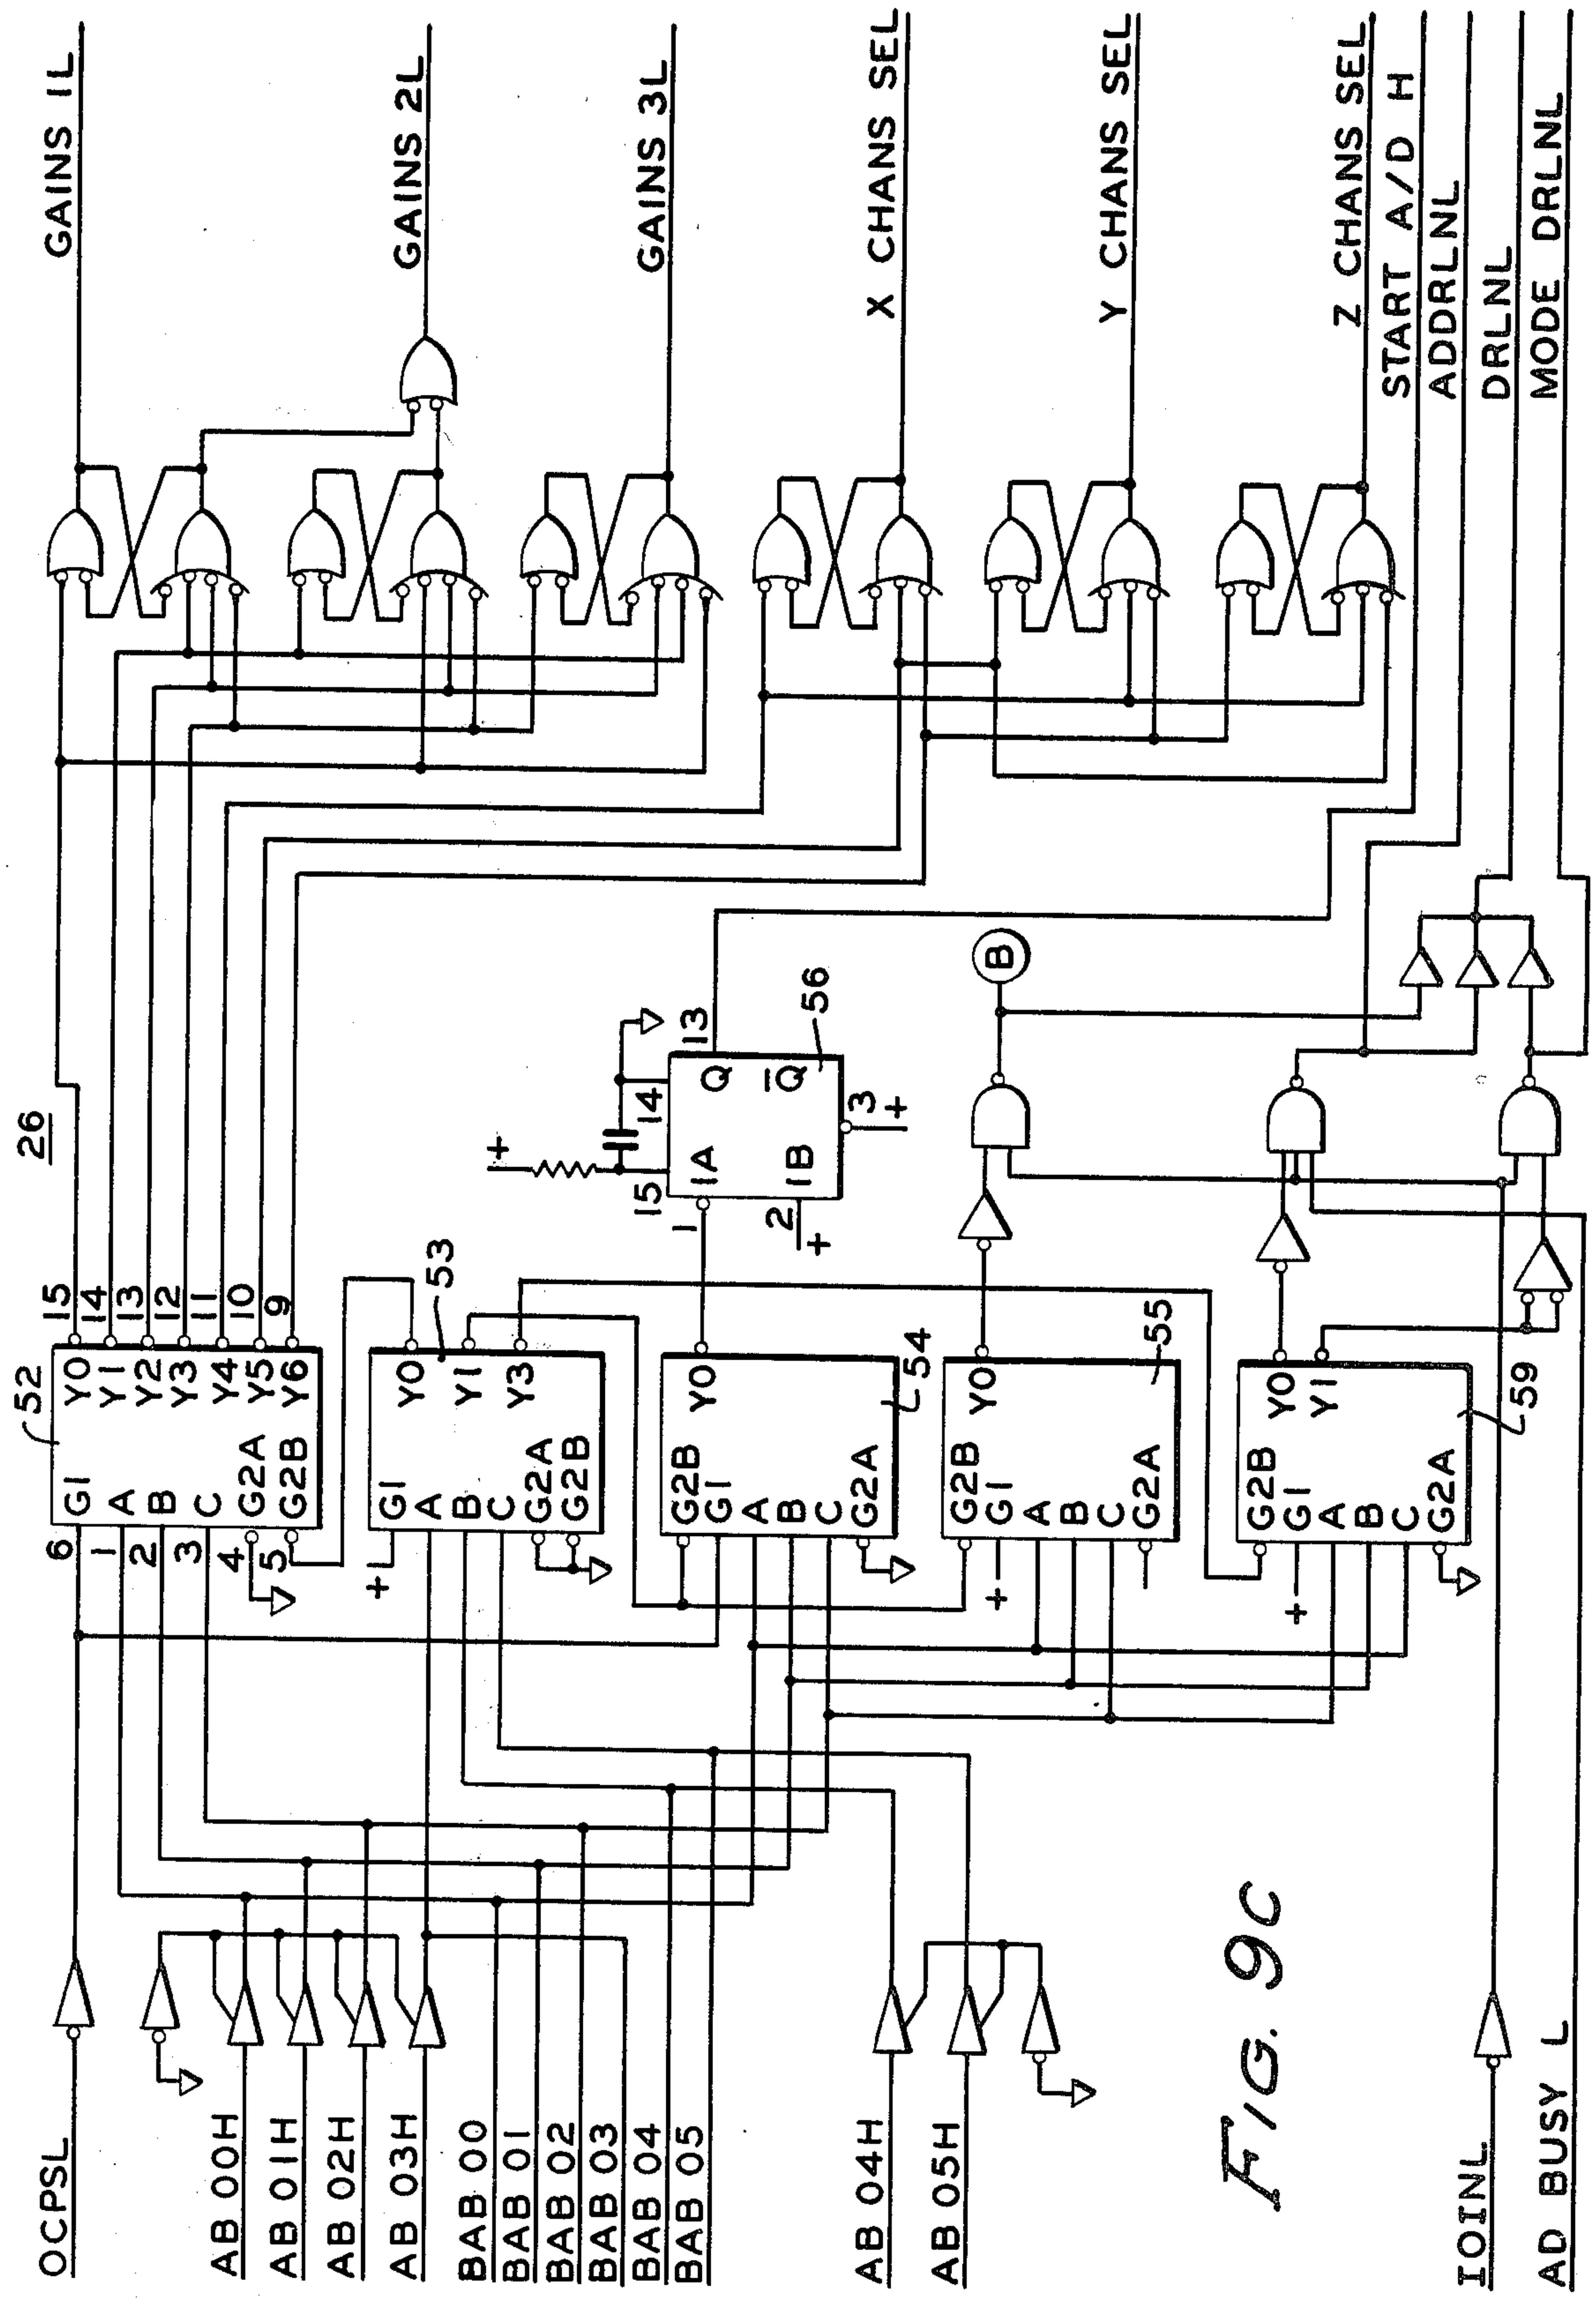 GAINS 1L
GAINS 2L
GAINS 3L
X CHANS SEL
Y CHANS SEL
Z CHANS SEL
START A/D H
ADDRLNL
DRLNL
MODE DRLNL
26
15
14
13
12
11
10
9
52
G1
A
B
C
G2A
G2B
Y0
Y1
Y2
Y3
Y4
Y5
Y6
6
1
2
3
4
5
53
+
G1
A
B
C
G2A
G2B
Y0
Y1
Y3
54
G2B
G1
A
B
C
G2A
Y0
55
G2B
G1
A
B
C
G2A
Y0
+
59
G2B
G1
A
B
C
G2A
Y0
Y1
+
56
1A
1B
Q
Q̅
1
2
+
15
14
13
3
+
+
B
OCPSL
AB 00H
AB 01H
AB 02H
AB 03H
BAB 00
BAB 01
BAB 02
BAB 03
BAB 04
BAB 05
AB 04H
AB 05H
IOINL
AD BUSY L
FIG. 9C